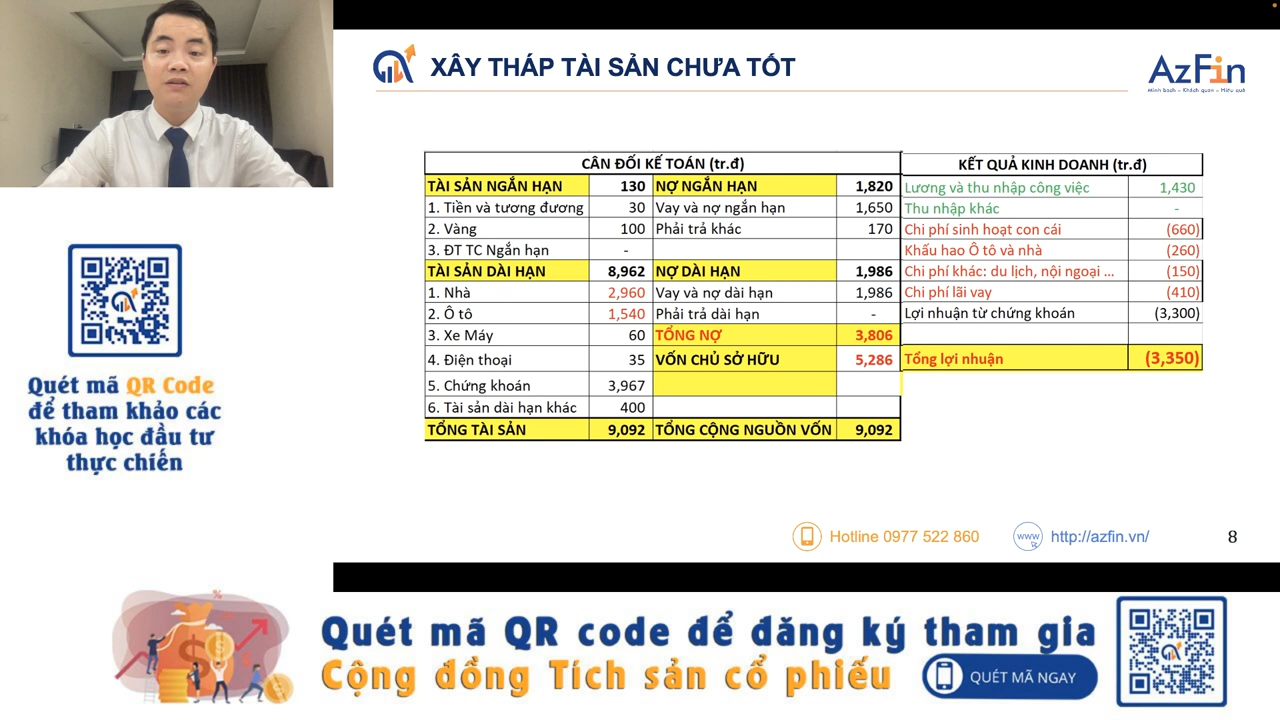 XÂY THÁP TÀI SẢN CHƯA TỐT
AzFin
Minh bạch – Khách quan – Hiệu quả
CÂN ĐỐI KẾ TOÁN (tr.đ)
TÀI SẢN NGẮN HẠN 130 NỢ NGẮN HẠN 1,820
1. Tiền và tương đương 30 Vay và nợ ngắn hạn 1,650
2. Vàng 100 Phải trả khác 170
3. ĐT TC Ngắn hạn -
TÀI SẢN DÀI HẠN 8,962 NỢ DÀI HẠN 1,986
1. Nhà 2,960 Vay và nợ dài hạn 1,986
2. Ô tô 1,540 Phải trả dài hạn -
3. Xe Máy 60 TỔNG NỢ 3,806
4. Điện thoại 35 VỐN CHỦ SỞ HỮU 5,286
5. Chứng khoán 3,967
6. Tài sản dài hạn khác 400
TỔNG TÀI SẢN 9,092 TỔNG CỘNG NGUỒN VỐN 9,092
KẾT QUẢ KINH DOANH (tr.đ)
Lương và thu nhập công việc 1,430
Thu nhập khác -
Chi phí sinh hoạt con cái (660)
Khấu hao Ô tô và nhà (260)
Chi phí khác: du lịch, nội ngoại ... (150)
Chi phí lãi vay (410)
Lợi nhuận từ chứng khoán (3,300)
Tổng lợi nhuận (3,350)
Quét mã QR Code
để tham khảo các
khóa học đầu tư
thực chiến
Hotline 0977 522 860
www
http://azfin.vn/
8
Quét mã QR code để đăng ký tham gia
Cộng đồng Tích sản cổ phiếu
QUÉT MÃ NGAY